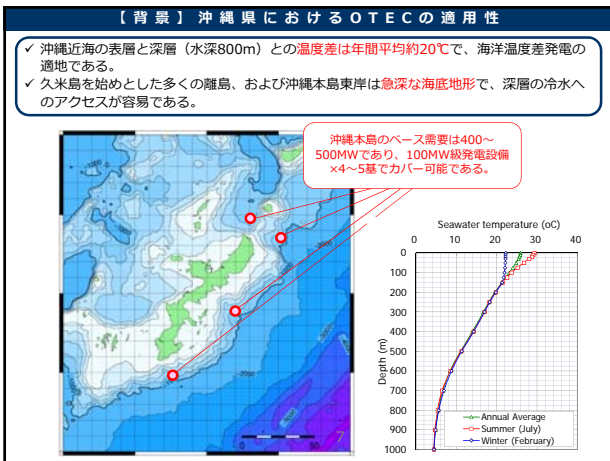 【背景】沖縄県におけるOTECの適用性
✓ 沖縄近海の表層と深層（水深800m）との温度差は年間平均約20℃で、海洋温度差発電の
適地である。
✓ 久米島を始めとした多くの離島、および沖縄本島東岸は急深な海底地形で、深層の冷水へ
のアクセスが容易である。
沖縄本島のベース需要は400～
500MWであり、100MW級発電設備
×4～5基でカバー可能である。
Seawater temperature (oC)
0 10 20 30 40
0
100
200
300
400
500
600
700
800
900
1000
Depth (m)
Annual Average
Summer (July)
Winter (February)
0 50
7